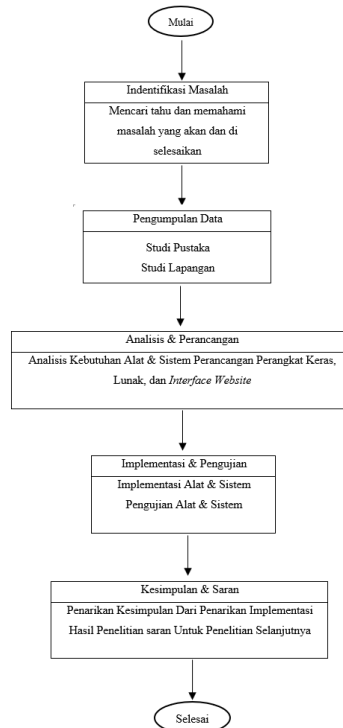 Mulai
Indentifikasi Masalah
Mencari tahu dan memahami
masalah yang akan dan di
selesaikan
Pengumpulan Data
Studi Pustaka
Studi Lapangan
Analisis & Perancangan
Analisis Kebutuhan Alat & Sistem Perancangan Perangkat Keras,
Lunak, dan Interface Website
Implementasi & Pengujian
Implementasi Alat & Sistem
Pengujian Alat & Sistem
Kesimpulan & Saran
Penarikan Kesimpulan Dari Penarikan Implementasi
Hasil Penelitian saran Untuk Penelitian Selanjutnya
Selesai